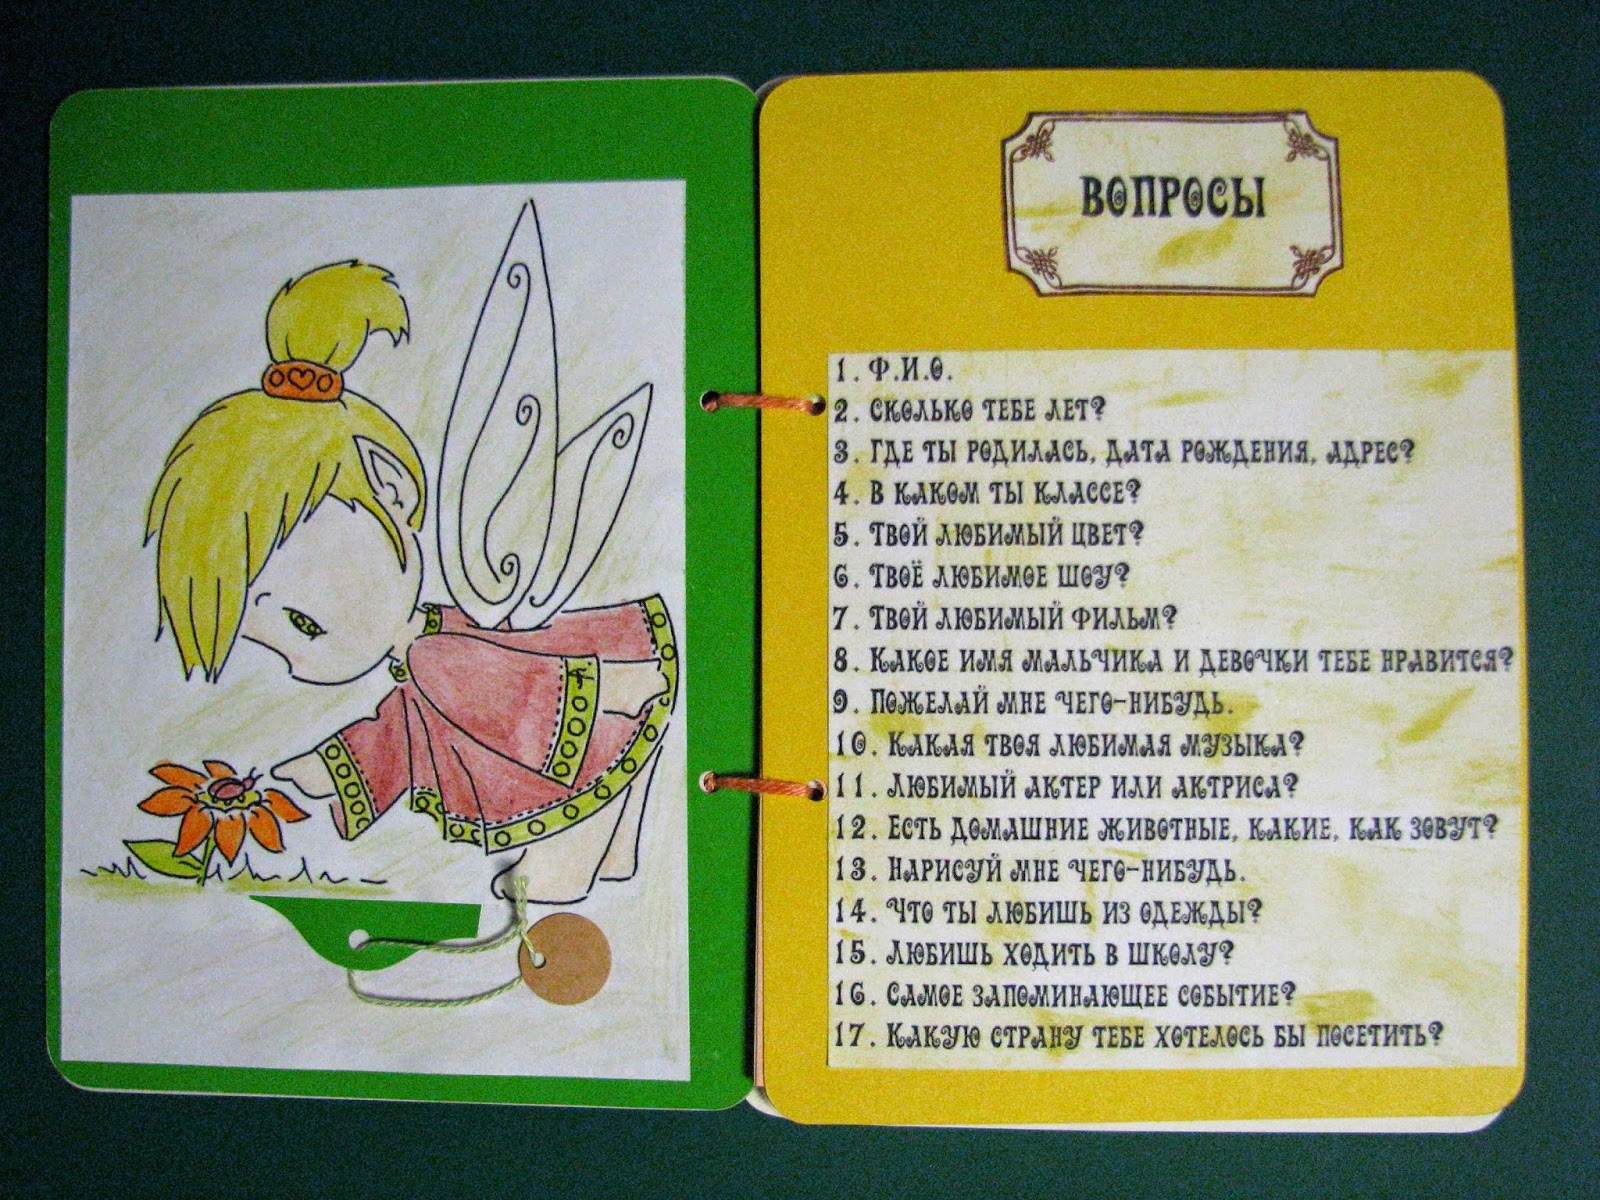 ВОПРОСЫ
1. Ф.И.О.
2. СКОЛЬКО ТЕБЕ ЛЕТ?
3. ГДЕ ТЫ РОДИЛАСЬ, ДАТА РОЖДЕНИЯ, АДРЕС?
4. В КАКОМ ТЫ КЛАССЕ?
5. ТВОЙ ЛЮБИМЫЙ ЦВЕТ?
6. ТВОЁ ЛЮБИМОЕ ШОУ?
7. ТВОЙ ЛЮБИМЫЙ ФИЛЬМ?
8. КАКОЕ ИМЯ МАЛЬЧИКА И ДЕВОЧКИ ТЕБЕ НРАВИТСЯ?
9. ПОЖЕЛАЙ МНЕ ЧЕГО-НИБУДЬ.
10. КАКАЯ ТВОЯ ЛЮБИМАЯ МУЗЫКА?
11. ЛЮБИМЫЙ АКТЕР ИЛИ АКТРИСА?
12. ЕСТЬ ДОМАШНИЕ ЖИВОТНЫЕ, КАКИЕ, КАК ЗОВУТ?
13. НАРИСУЙ МНЕ ЧЕГО-НИБУДЬ.
14. ЧТО ТЫ ЛЮБИШЬ ИЗ ОДЕЖДЫ?
15. ЛЮБИШЬ ХОДИТЬ В ШКОЛУ?
16. САМОЕ ЗАПОМИНАЮЩЕЕ СОБЫТИЕ?
17. КАКУЮ СТРАНУ ТЕБЕ ХОТЕЛОСЬ БЫ ПОСЕТИТЬ?